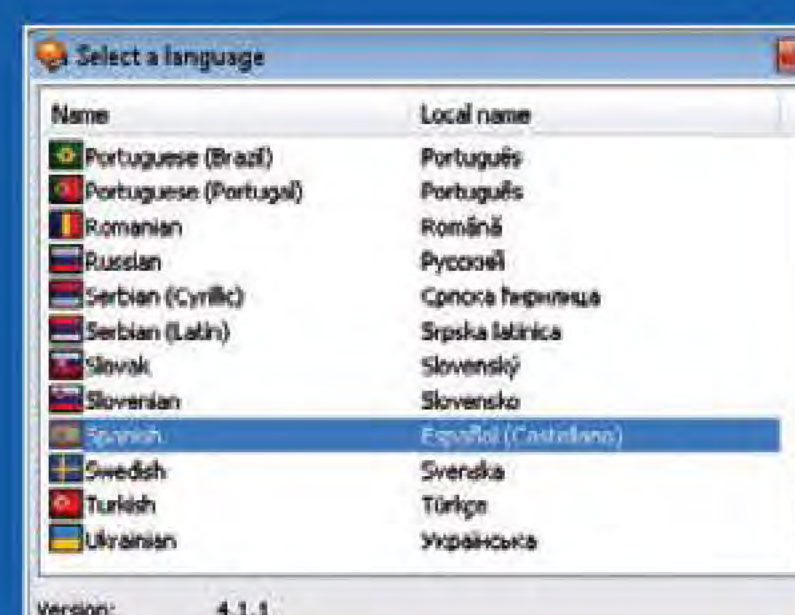 Select a language
Name Local name
Portuguese (Brazil) Português
Portuguese (Portugal) Português
Romanian Română
Russian Русский
Serbian (Cyrillic) Српска ћирилица
Serbian (Latin) Srpska latinica
Slovak Slovenský
Slovenian Slovensko
Spanish Español (Castellano)
Swedish Svenska
Turkish Türkçe
Ukrainian Українська
Version: 4.1.1